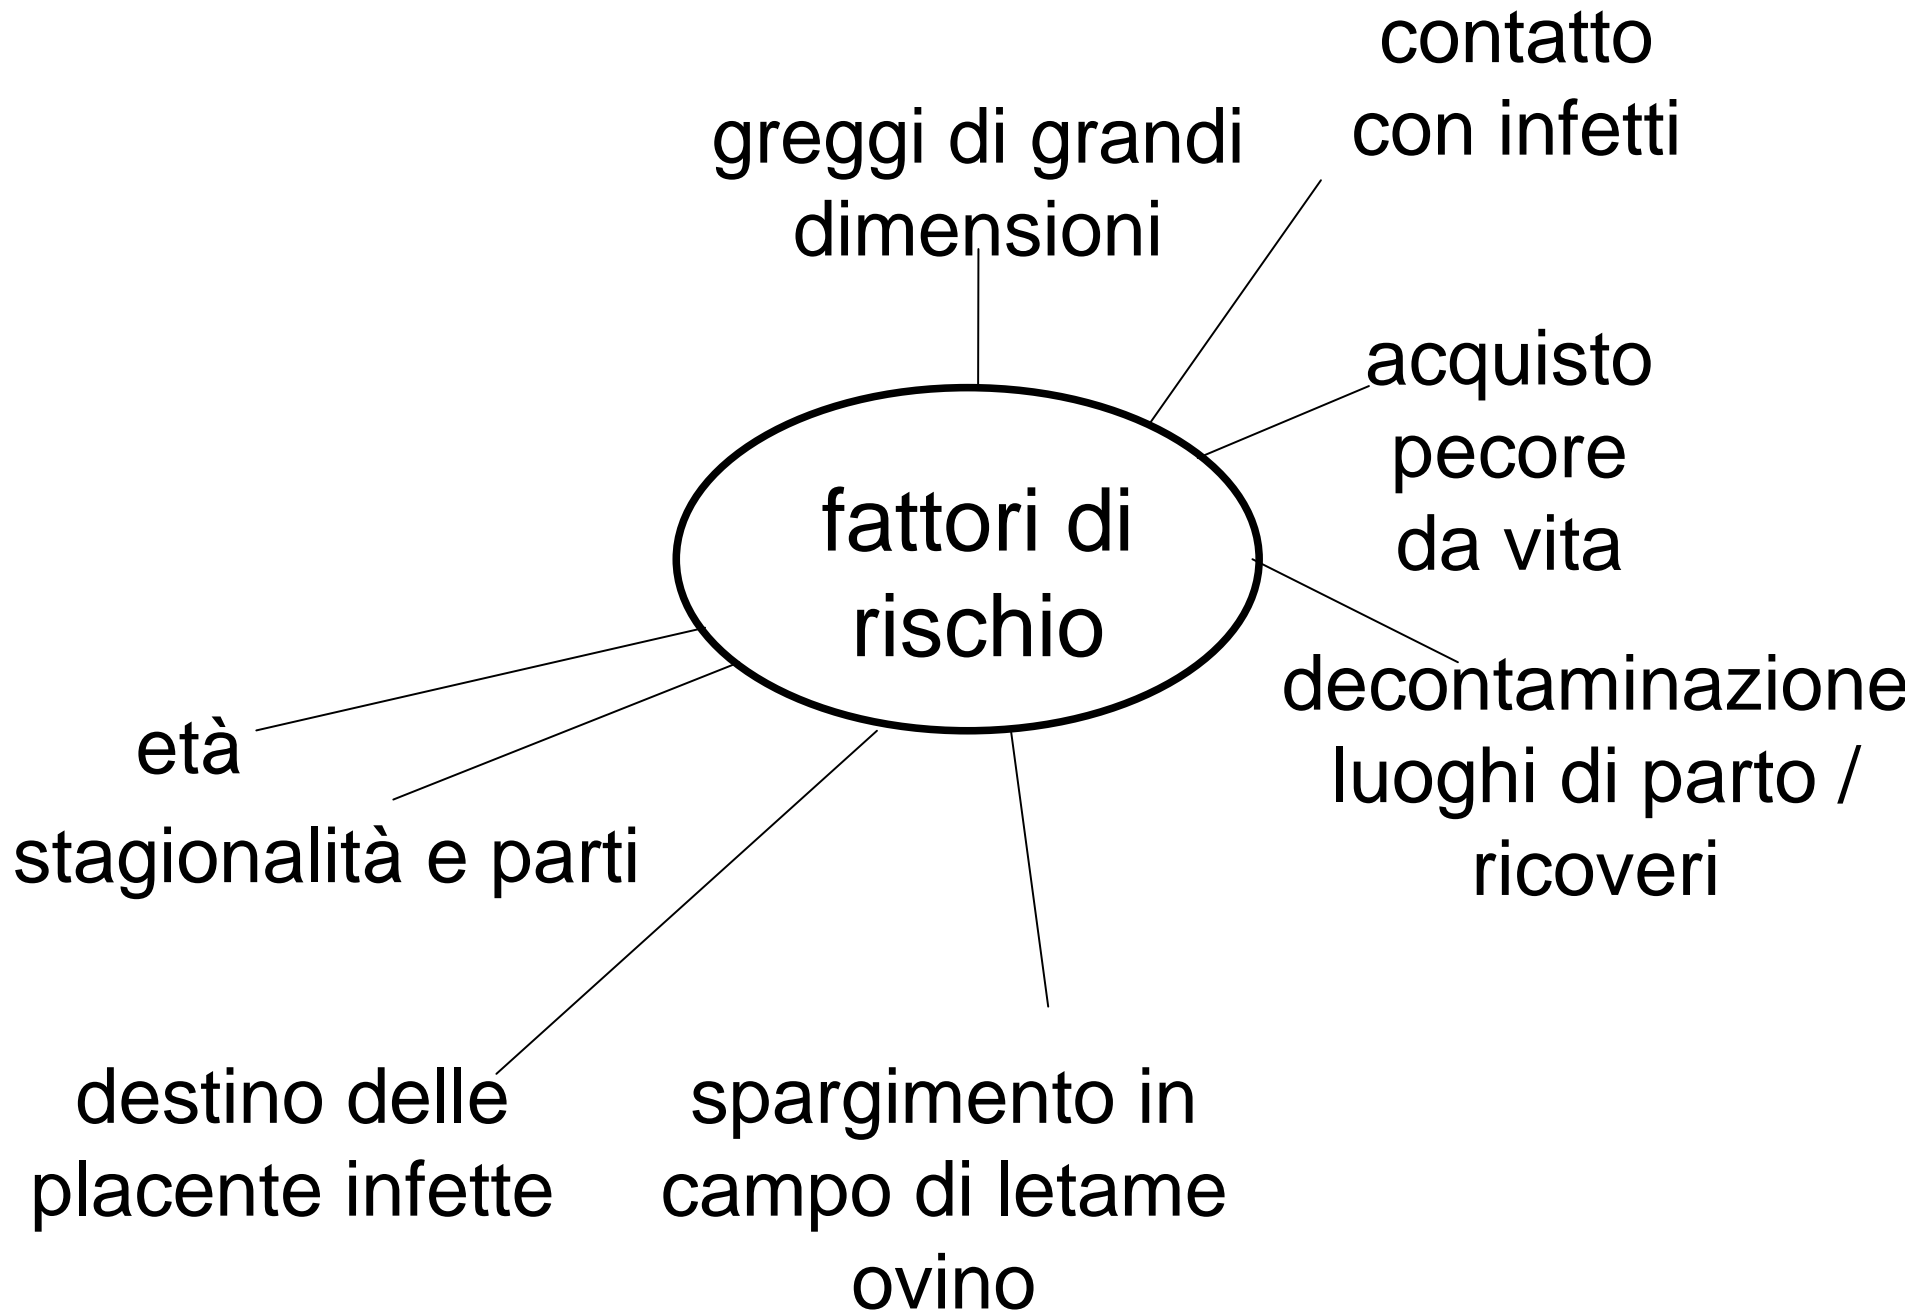 contatto
con infetti
greggi di grandi
dimensioni
acquisto
pecore
da vita
fattori di
rischio
decontaminazione
luoghi di parto /
ricoveri
età
stagionalità e parti
destino delle
placente infette
spargimento in
campo di letame
ovino